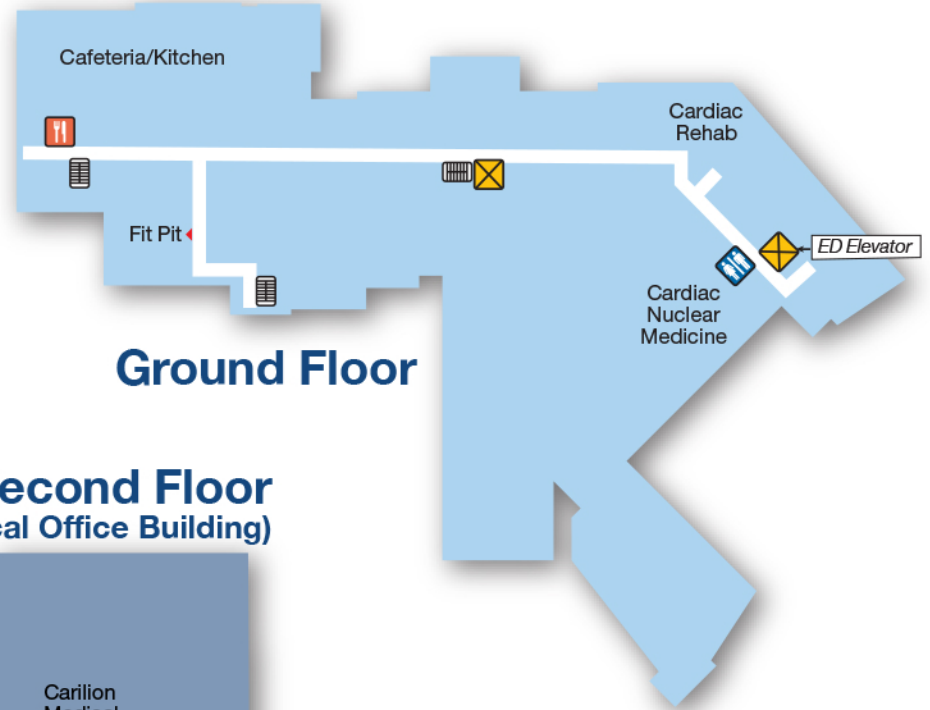 Cafeteria/Kitchen
Cardiac
Rehab
Fit Pit
ED Elevator
Cardiac
Nuclear
Medicine
Ground Floor
econd Floor
cal Office Building)
Carilion
Medical